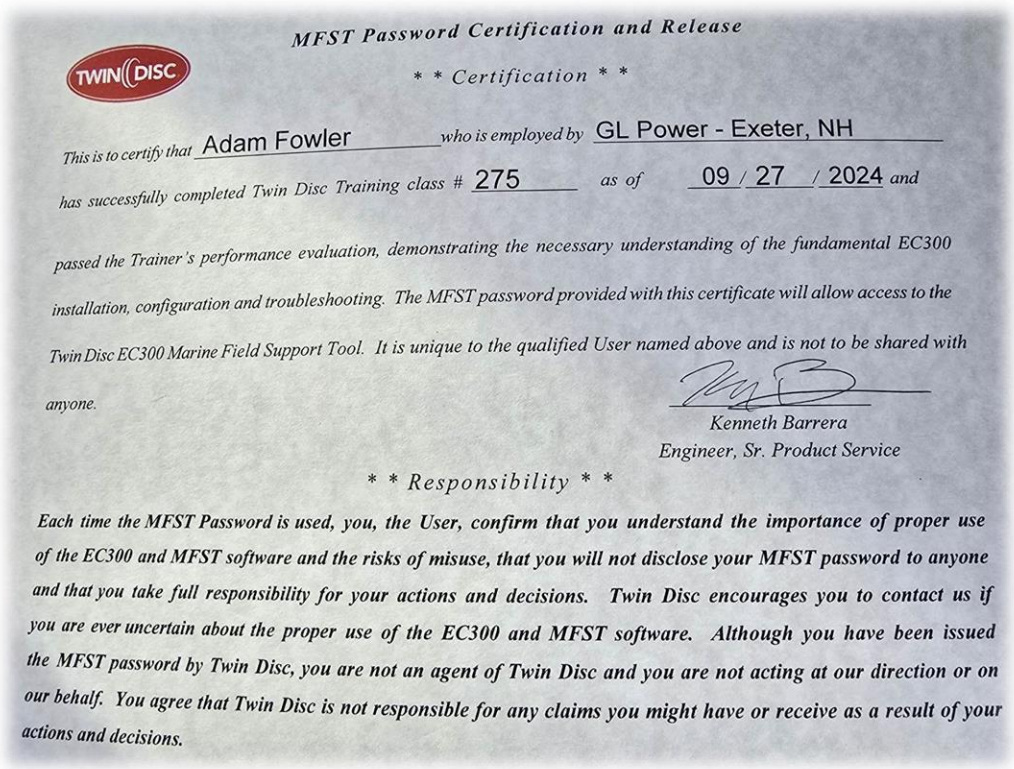 MFST Password Certification and Release
TWIN DISC
* * Certification * *
This is to certify that Adam Fowler who is employed by GL Power - Exeter, NH
has successfully completed Twin Disc Training class # 275 as of 09 / 27 / 2024 and
passed the Trainer's performance evaluation, demonstrating the necessary understanding of the fundamental EC300
installation, configuration and troubleshooting. The MFST password provided with this certificate will allow access to the
Twin Disc EC300 Marine Field Support Tool. It is unique to the qualified User named above and is not to be shared with
anyone.
Kenneth Barrera
Engineer, Sr. Product Service
* * Responsibility * *
Each time the MFST Password is used, you, the User, confirm that you understand the importance of proper use
of the EC300 and MFST software and the risks of misuse, that you will not disclose your MFST password to anyone
and that you take full responsibility for your actions and decisions. Twin Disc encourages you to contact us if
you are ever uncertain about the proper use of the EC300 and MFST software. Although you have been issued
the MFST password by Twin Disc, you are not an agent of Twin Disc and you are not acting at our direction or on
our behalf. You agree that Twin Disc is not responsible for any claims you might have or receive as a result of your
actions and decisions.